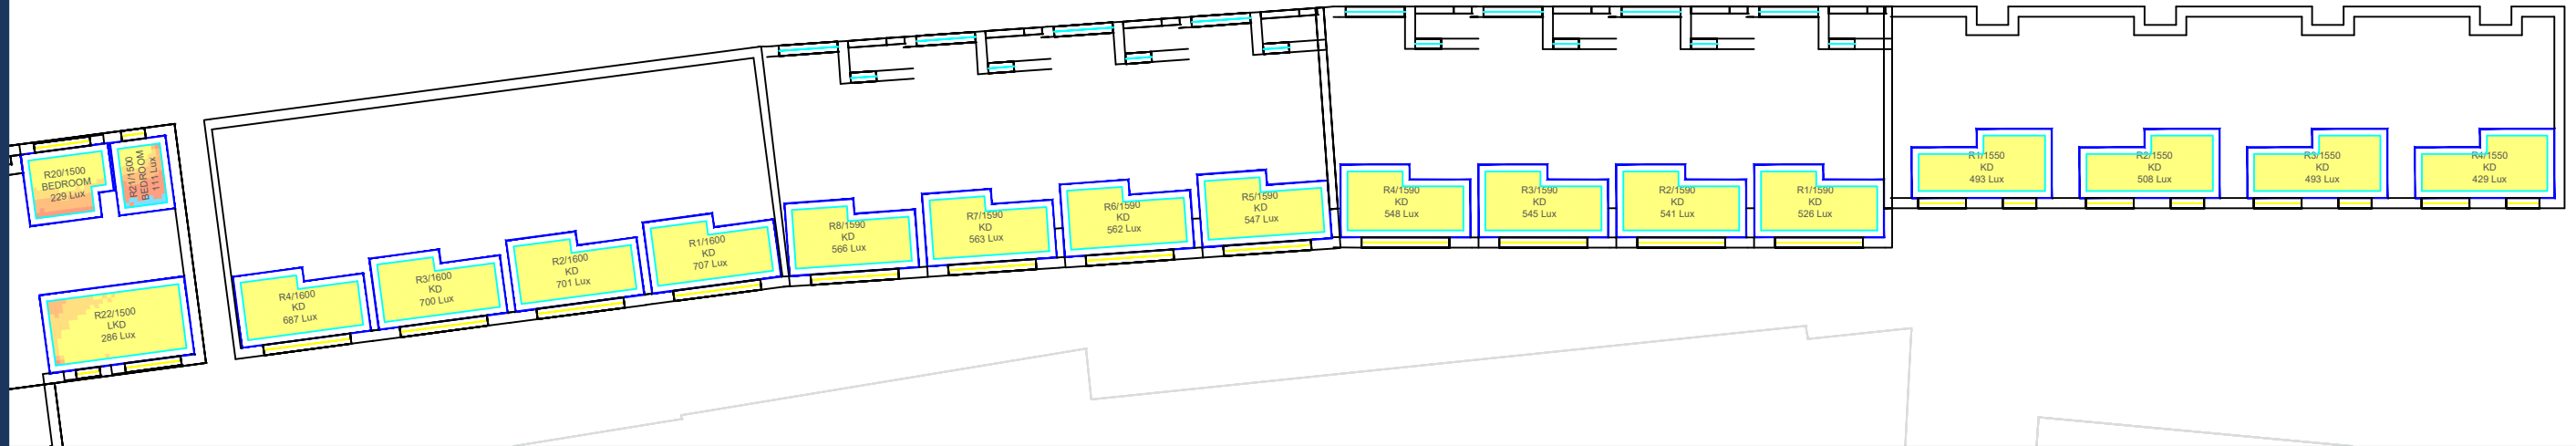 R20/1500
BEDROOM
229 Lux
R21/1500
BEDROOM
111 Lux
R22/1500
LKD
286 Lux
R4/1600
KD
687 Lux
R3/1600
KD
700 Lux
R2/1600
KD
701 Lux
R1/1600
KD
707 Lux
R8/1590
KD
566 Lux
R7/1590
KD
563 Lux
R6/1590
KD
562 Lux
R5/1590
KD
547 Lux
R4/1590
KD
548 Lux
R3/1590
KD
545 Lux
R2/1590
KD
541 Lux
R1/1590
KD
526 Lux
R1/1550
KD
493 Lux
R2/1550
KD
508 Lux
R3/1550
KD
493 Lux
R4/1550
KD
429 Lux